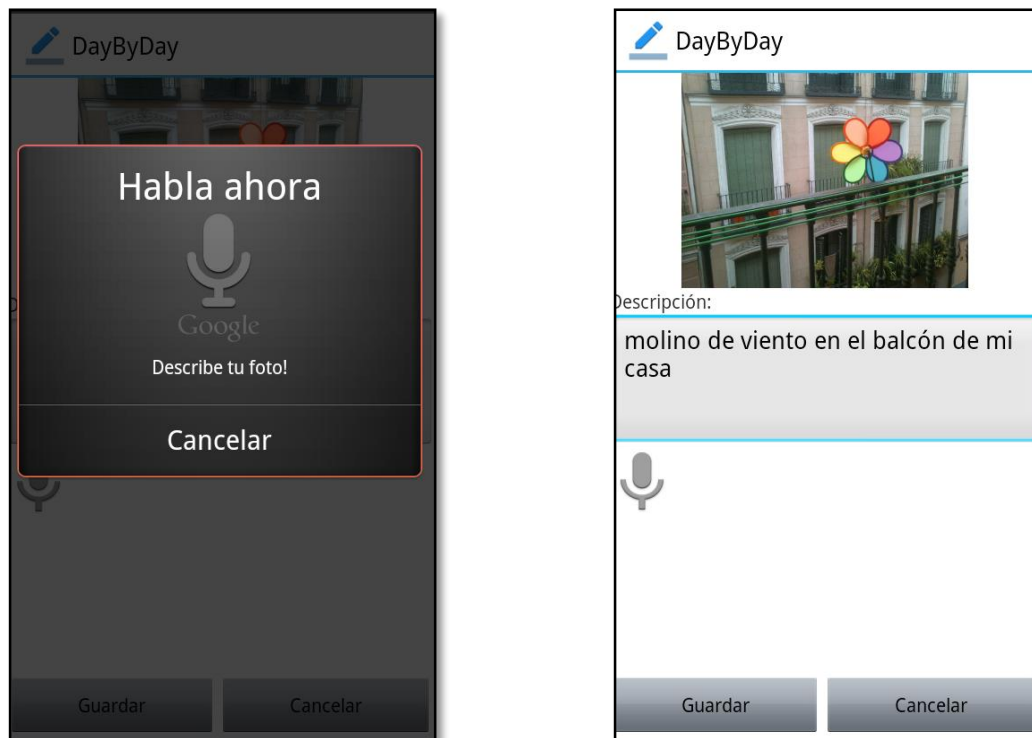 DayByDay
Habla ahora
Google
Describe tu foto!
Cancelar
Guardar
Cancelar
DayByDay
Descripción:
molino de viento en el balcón de mi
casa
Guardar
Cancelar